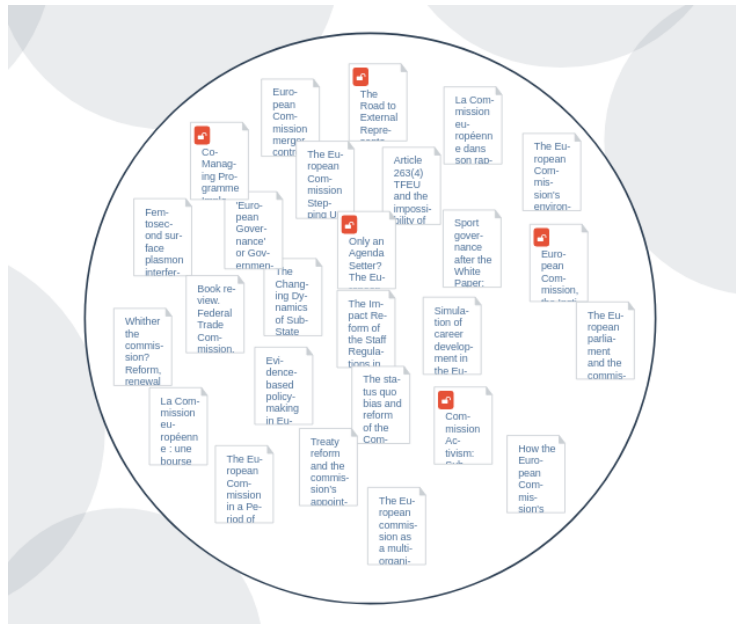 Euro-
pean
Com-
mission
merger
contr
The
Road to
External
Repre-
La Com-
mission
eu-
ropéenn
e dans
son rap-
Co-
Manag-
ing Pro-
gramme
The Eu-
ropean
Com-
mission
Step-
ping U
Article
263(4)
TFEU
and the
impossi-
bility of
The Eu-
ropean
Com-
mis-
sion's
environ-
Fem-
tosec-
ond sur-
face
plasmon
interfer-
'Euro-
pean
Gover-
nance'
or Gov-
ernmen-
Only an
Agenda
Setter?
The Eu-
Sport
gover-
nance
after the
White
Paper:
Euro-
pean
Com-
mission,
The
Chang-
ing Dy-
namics
of Sub-
State
Book re-
view.
Federal
Trade
Com-
mission.
The Im-
pact Re-
form of
the Staff
Regula-
tions in
Simula-
tion of
career
develop-
ment in
the Eu-
The Eu-
ropean
parlia-
ment
and the
commis-
Whither
the
commis-
sion?
Reform,
renewal
Evi-
dence-
based
policy-
making
in Eu-
The sta-
tus quo
bias and
reform
of the
Com-
La Com-
mission
eu-
ropéenn
e : une
bourse
Com-
mission
Ac-
tivism:
Sub-
Treaty
reform
and the
commis-
sion's
appoint-
How the
Euro-
pean
Com-
mis-
sion's
The Eu-
ropean
Com-
mission
in a Pe-
riod of
The Eu-
ropean
commis-
sion as
a multi-
organi-